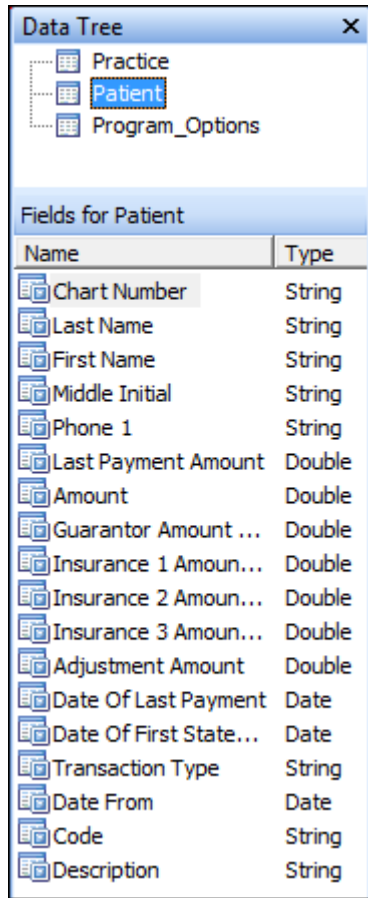 Data Tree
Practice
Patient
Program_Options
Fields for Patient
Name Type
Chart Number String
Last Name String
First Name String
Middle Initial String
Phone 1 String
Last Payment Amount Double
Amount Double
Guarantor Amount ... Double
Insurance 1 Amoun... Double
Insurance 2 Amoun... Double
Insurance 3 Amoun... Double
Adjustment Amount Double
Date Of Last Payment Date
Date Of First State... Date
Transaction Type String
Date From Date
Code String
Description String